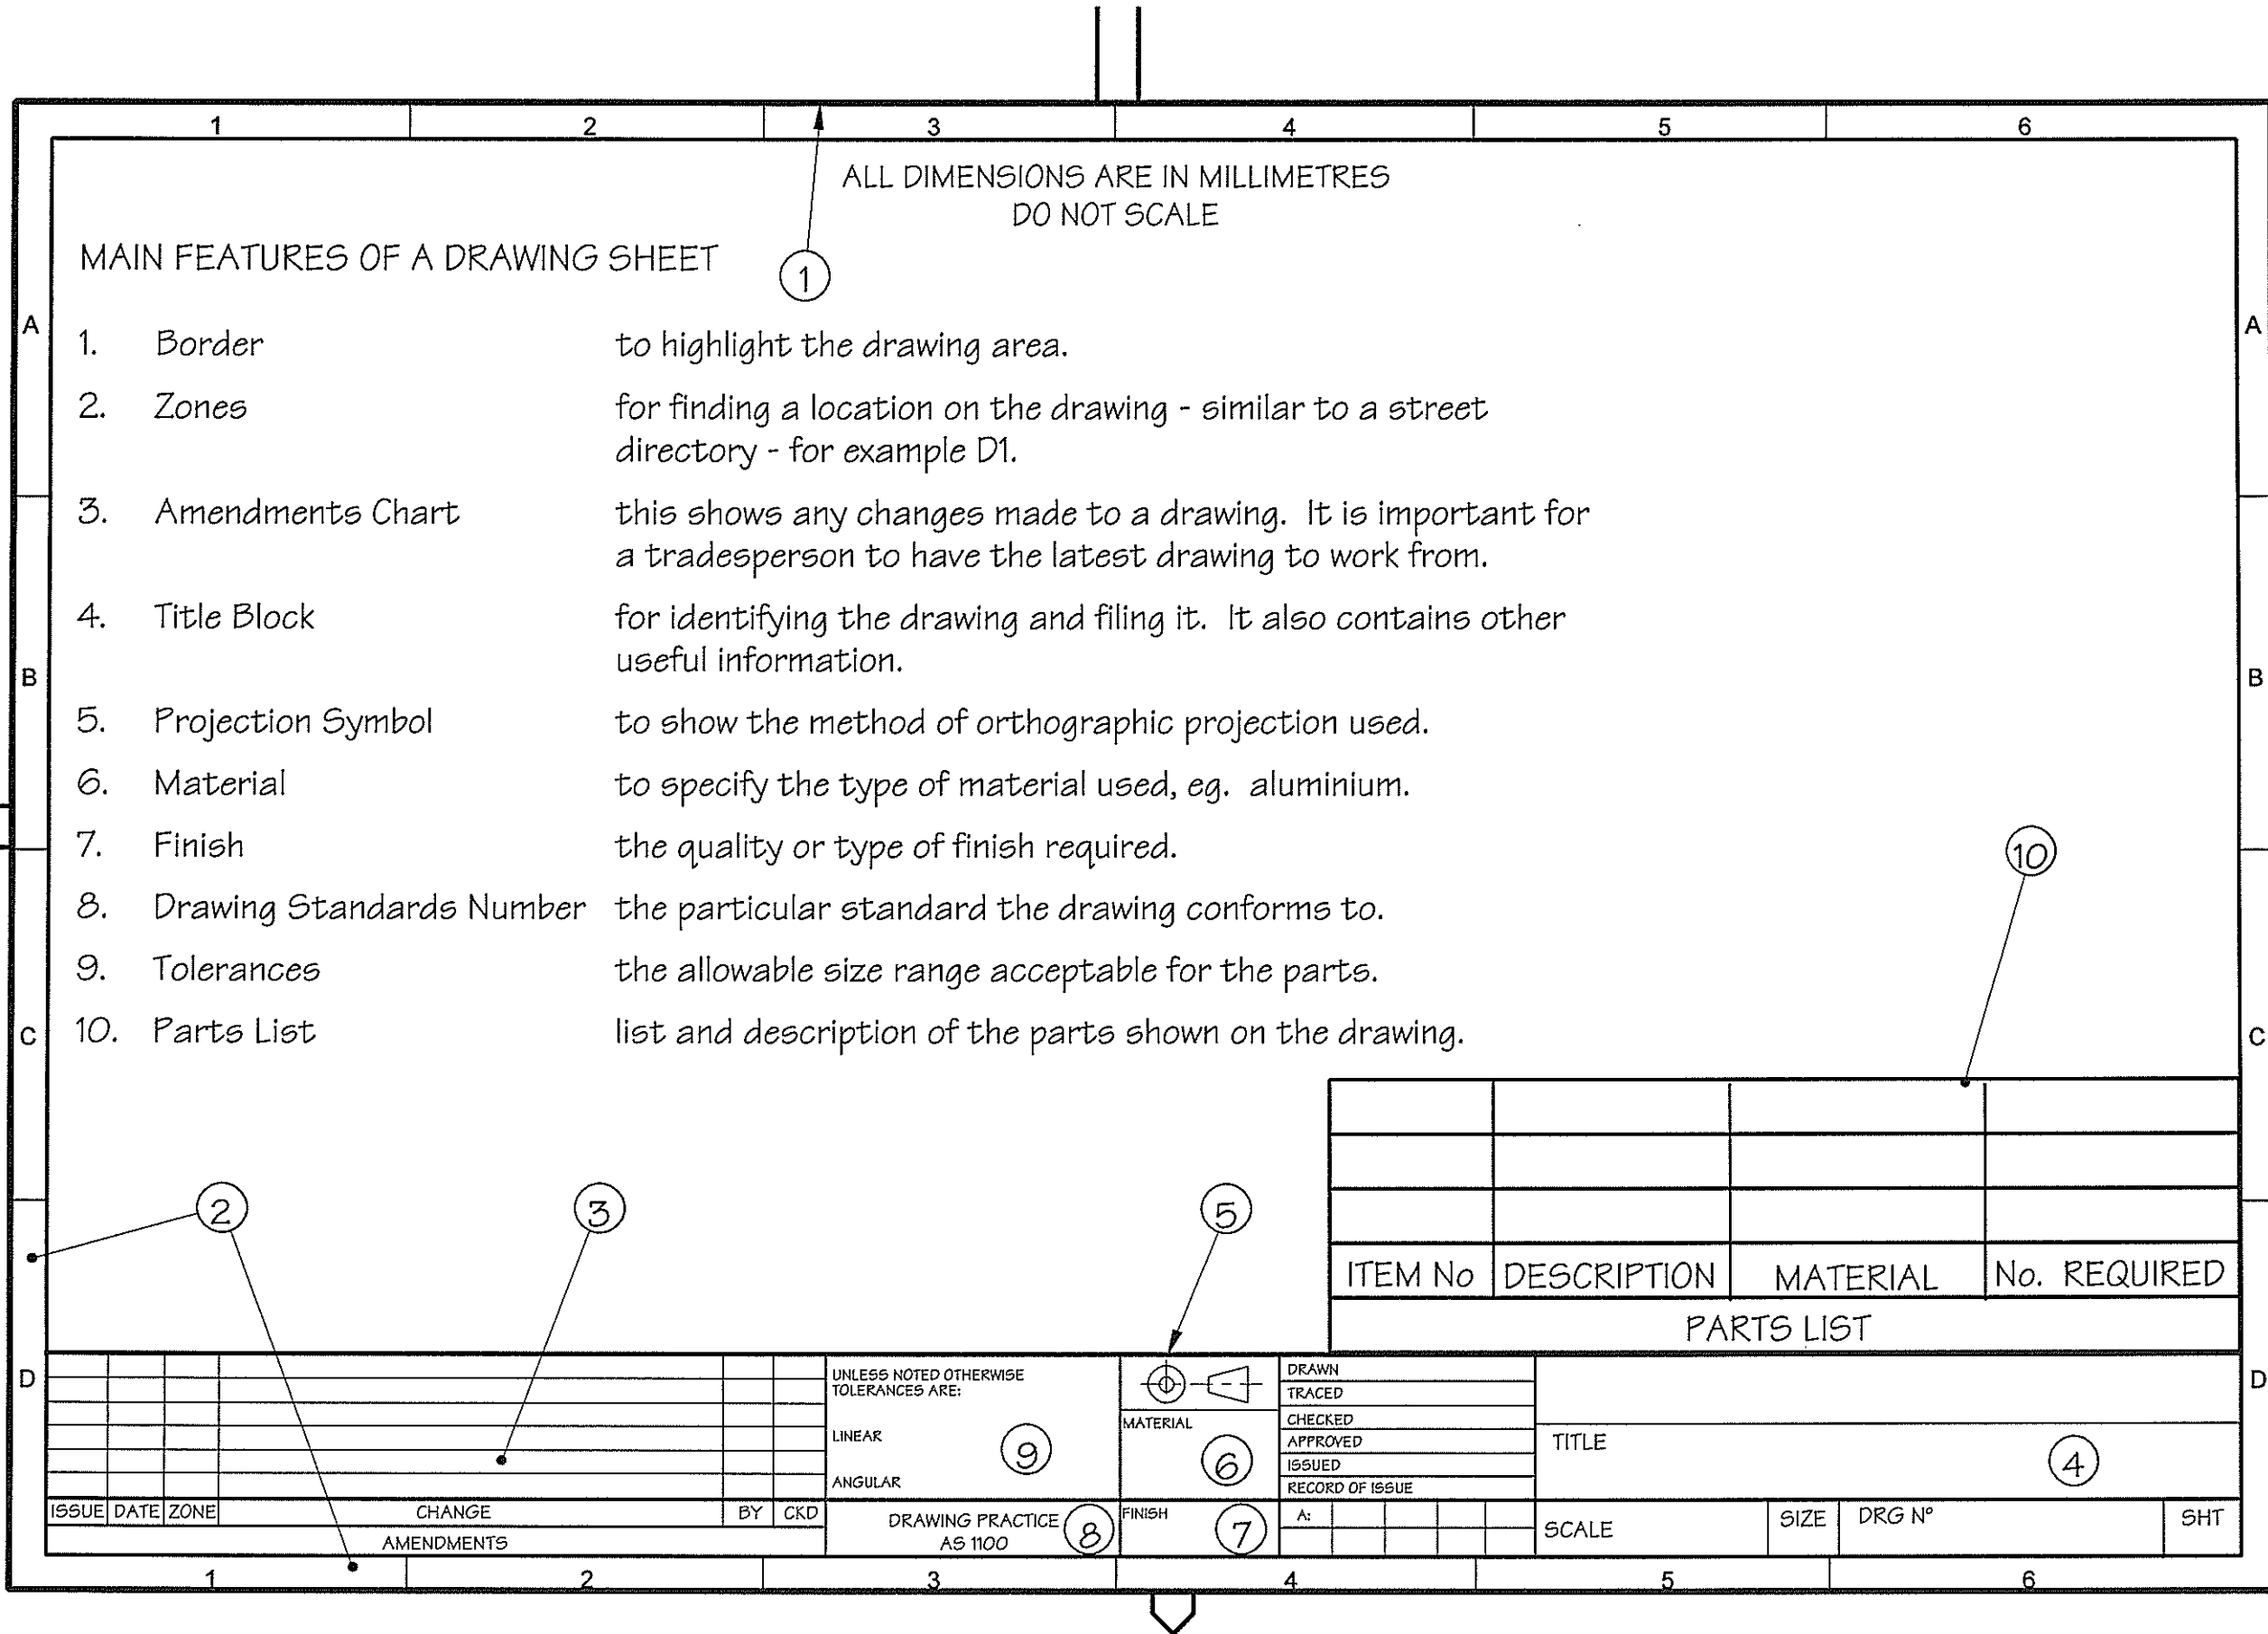 1 2 3 4 5 6
ALL DIMENSIONS ARE IN MILLIMETRES
DO NOT SCALE
MAIN FEATURES OF A DRAWING SHEET
1
A A
1. Border to highlight the drawing area.
2. Zones for finding a location on the drawing - similar to a street
directory - for example D1.
3. Amendments Chart this shows any changes made to a drawing. It is important for
a tradesperson to have the latest drawing to work from.
4. Title Block for identifying the drawing and filing it. It also contains other
useful information.
B B
5. Projection Symbol to show the method of orthographic projection used.
6. Material to specify the type of material used, eg. aluminium.
7. Finish the quality or type of finish required.
10
8. Drawing Standards Number the particular standard the drawing conforms to.
9. Tolerances the allowable size range acceptable for the parts.
10. Parts List list and description of the parts shown on the drawing.
C C
2 3 5
ITEM No DESCRIPTION MATERIAL No. REQUIRED
PARTS LIST
D D
UNLESS NOTED OTHERWISE
TOLERANCES ARE:
LINEAR
9
ANGULAR
MATERIAL
6
DRAWN
TRACED
CHECKED
APPROVED
ISSUED
RECORD OF ISSUE
TITLE
4
ISSUE DATE ZONE CHANGE BY CKD
AMENDMENTS
DRAWING PRACTICE
AS 1100
8
FINISH
7
A:
SCALE
SIZE
DRG Nº
SHT
1 2 3 4 5 6